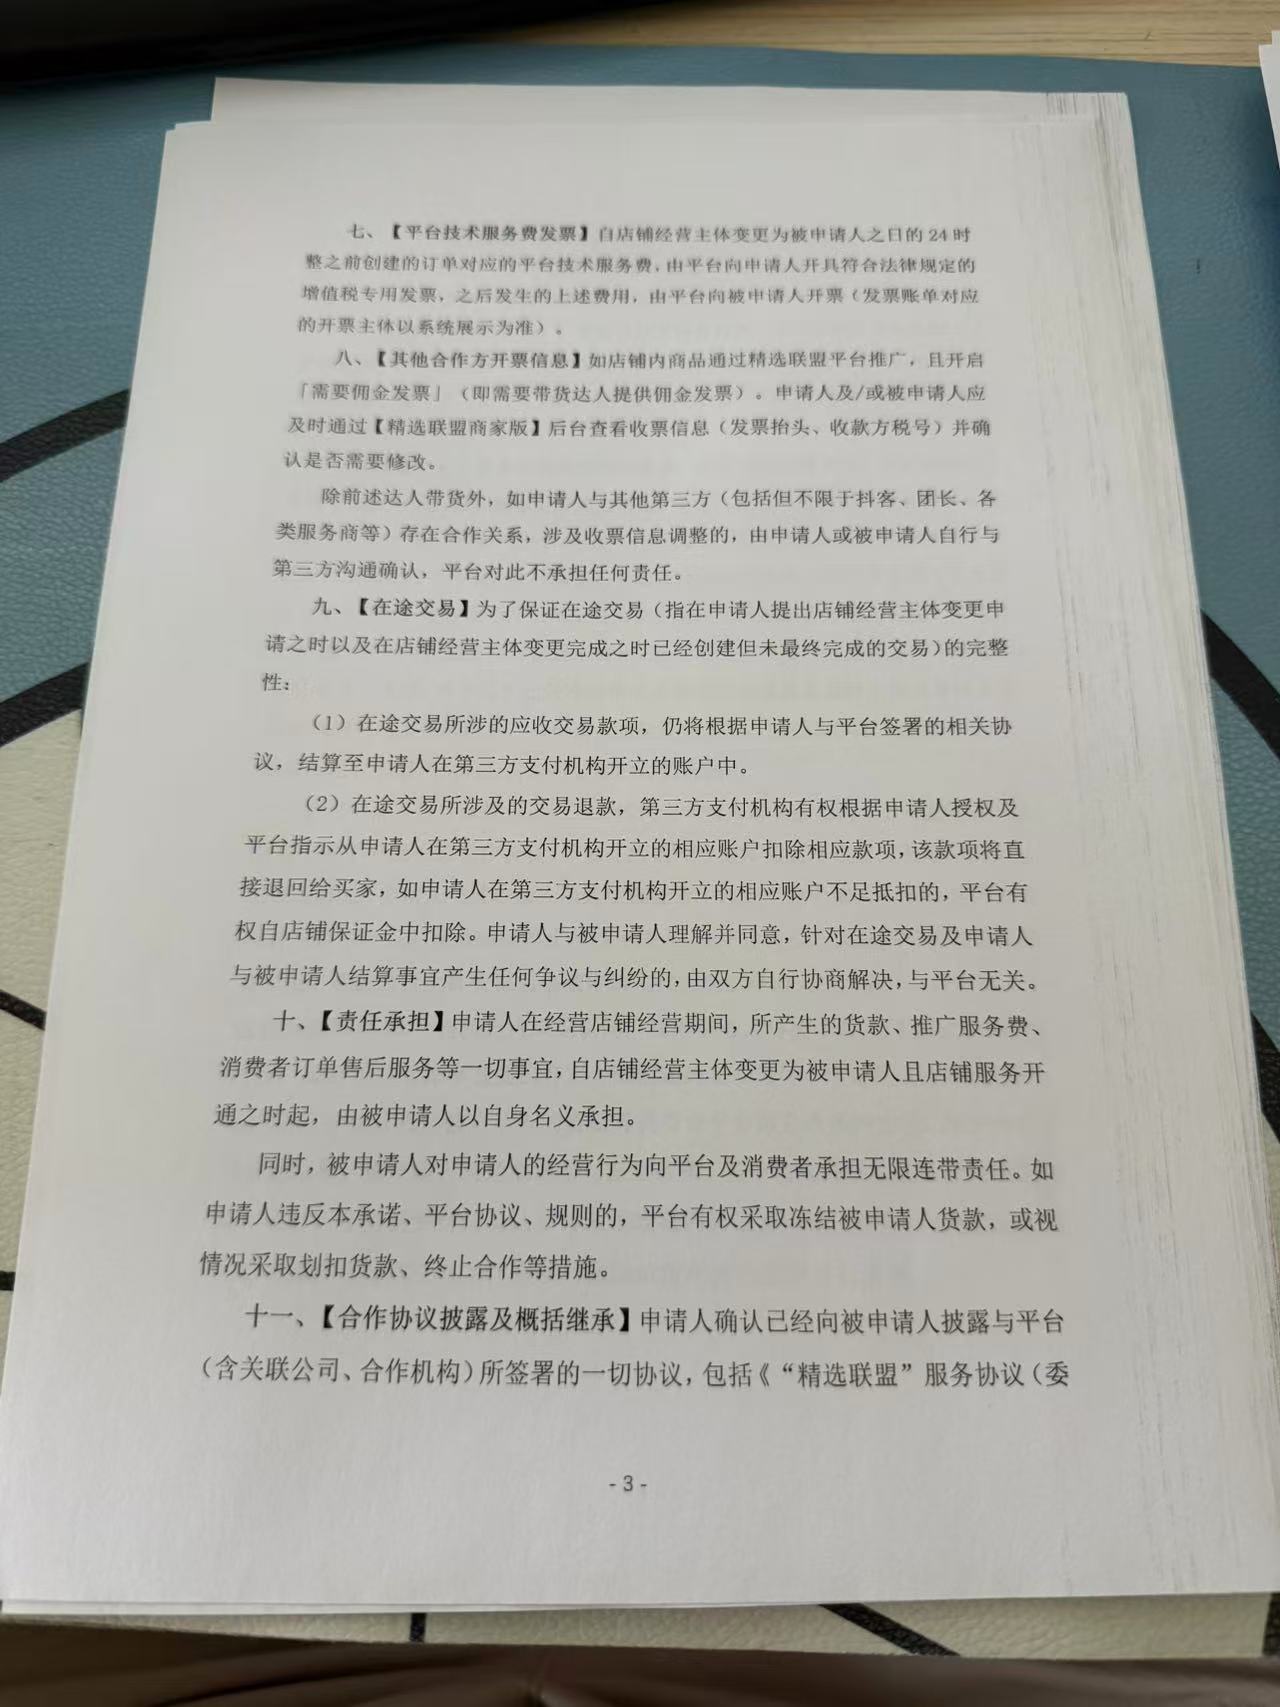 七、【平台技术服务费发票】自店铺经营主体变更为被申请人之日的 24 时
整之前创建的订单对应的平台技术服务费，由平台向申请人开具符合法律规定的
增值税专用发票，之后发生的上述费用，由平台向被申请人开票（发票账单对应
的开票主体以系统展示为准）。
八、【其他合作方开票信息】如店铺内商品通过精选联盟平台推广，且开启
「需要佣金发票」（即需要带货达人提供佣金发票）。申请人及/或被申请人应
及时通过【精选联盟商家版】后台查看收票信息（发票抬头、收款方税号）并确
认是否需要修改。
除前述达人带货外，如申请人与其他第三方（包括但不限于抖客、团长、各
类服务商等）存在合作关系，涉及收票信息调整的，由申请人或被申请人自行与
第三方沟通确认，平台对此不承担任何责任。
九、【在途交易】为了保证在途交易（指在申请人提出店铺经营主体变更申
请之时以及在店铺经营主体变更完成之时已经创建但未最终完成的交易）的完整
性：
（1）在途交易所涉的应收交易款项，仍将根据申请人与平台签署的相关协
议，结算至申请人在第三方支付机构开立的账户中。
（2）在途交易所涉及的交易退款，第三方支付机构有权根据申请人授权及
平台指示从申请人在第三方支付机构开立的相应账户扣除相应款项，该款项将直
接退回给买家，如申请人在第三方支付机构开立的相应账户不足抵扣的，平台有
权自店铺保证金中扣除。申请人与被申请人理解并同意，针对在途交易及申请人
与被申请人结算事宜产生任何争议与纠纷的，由双方自行协商解决，与平台无关。
十、【责任承担】申请人在经营店铺经营期间，所产生的货款、推广服务费、
消费者订单售后服务等一切事宜，自店铺经营主体变更为被申请人且店铺服务开
通之时起，由被申请人以自身名义承担。
同时，被申请人对申请人的经营行为向平台及消费者承担无限连带责任。如
申请人违反本承诺、平台协议、规则的，平台有权采取冻结被申请人货款，或视
情况采取划扣货款、终止合作等措施。
十一、【合作协议披露及概括继承】申请人确认已经向被申请人披露与平台
（含关联公司、合作机构）所签署的一切协议，包括《“精选联盟”服务协议（委
- 3 -